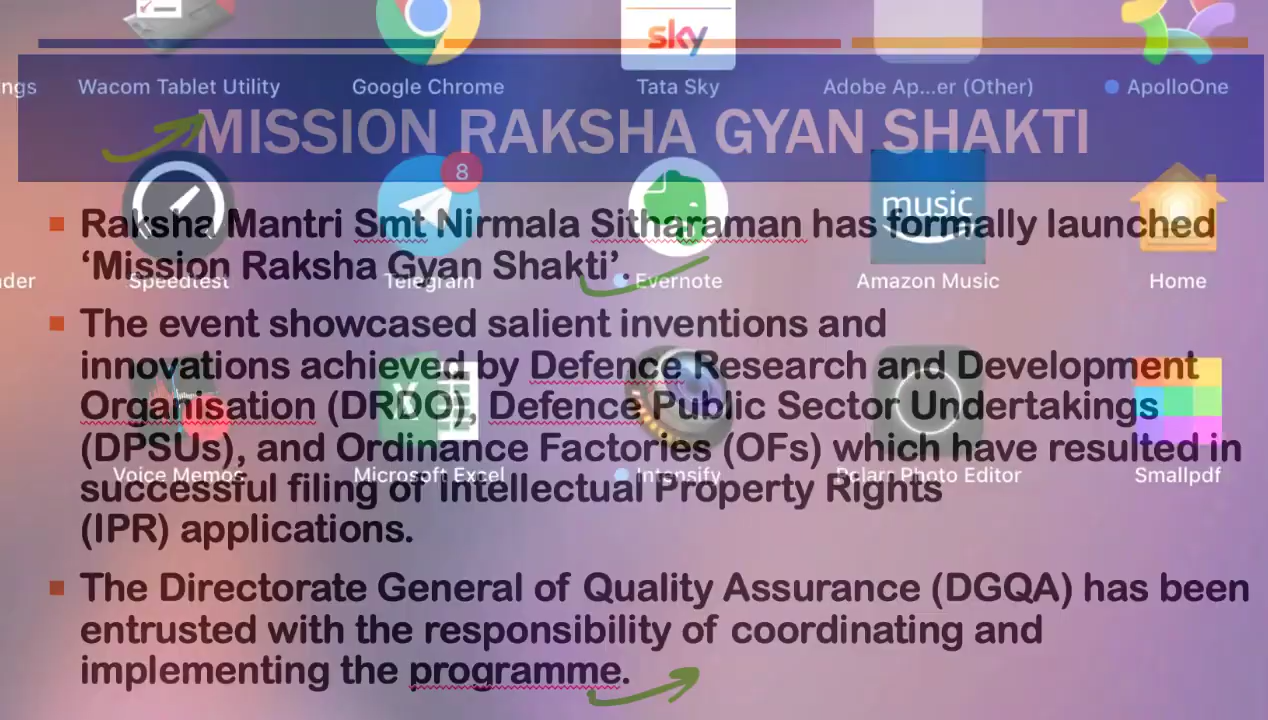 sky
ngs Wacom Tablet Utility Google Chrome Tata Sky Adobe Ap...er (Other) ApolloOne
MISSION RAKSHA GYAN SHAKTI
8
music
Raksha Mantri Smt Nirmala Sitharaman has formally launched
‘Mission Raksha Gyan Shakti’.
der Speedtest Telegram Evernote Amazon Music Home
The event showcased salient inventions and
innovations achieved by Defence Research and Development
Organisation (DRDO), Defence Public Sector Undertakings
(DPSUs), and Ordinance Factories (OFs) which have resulted in
Voice Memos Microsoft Excel Intensify Photo Editor Smallpdf
successful filing of Intellectual Property Rights
(IPR) applications.
The Directorate General of Quality Assurance (DGQA) has been
entrusted with the responsibility of coordinating and
implementing the programme.